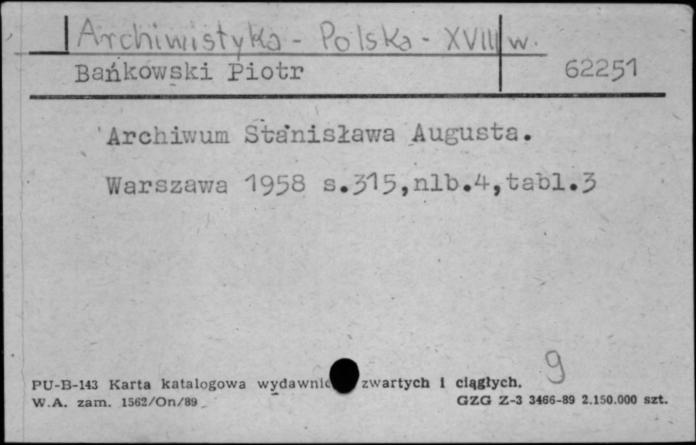 Archiwistyka - Polska - XVIII w.
Bańkowski Piotr 62251
Archiwum Stanisława Augusta.
Warszawa 1958 s.315,nlb.4,tabl.3
9
PU-B-143 Karta katalogowa zwartych i ciągłych.
W.A. zam. 1562/On/89 GZG Z-3 3466-89 2.150.000 szt.